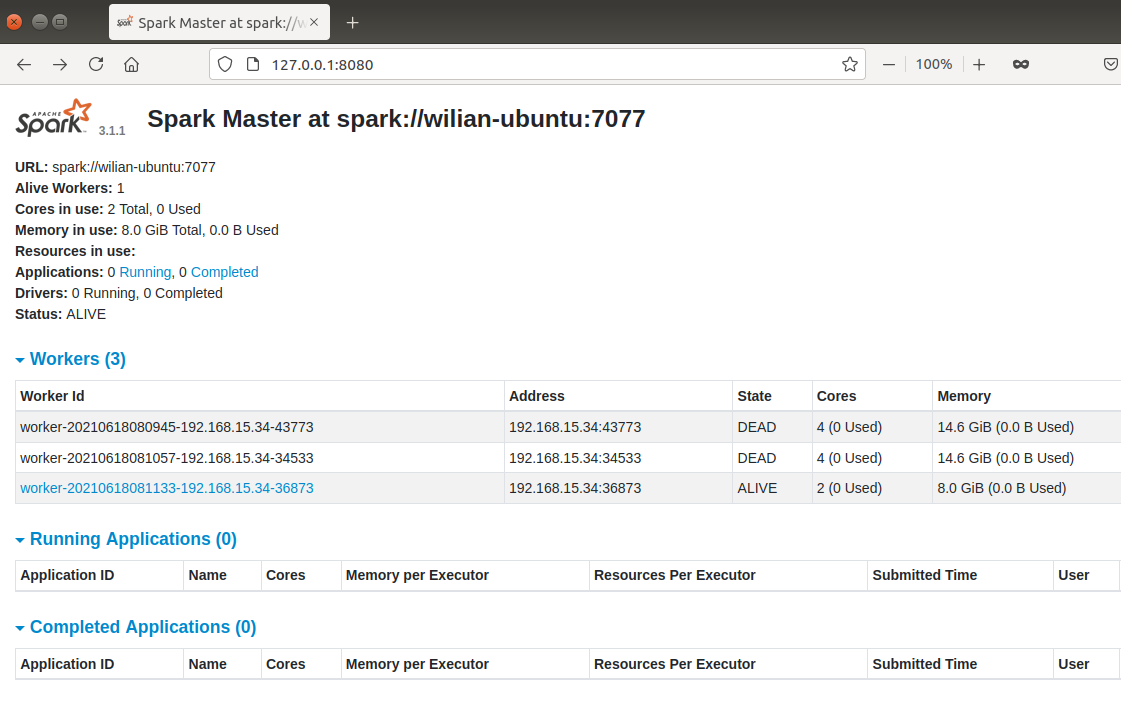 Spark Master at spark://w
127.0.0.1:8080
100%
APACHE Spark 3.1.1
Spark Master at spark://wilian-ubuntu:7077
URL: spark://wilian-ubuntu:7077
Alive Workers: 1
Cores in use: 2 Total, 0 Used
Memory in use: 8.0 GiB Total, 0.0 B Used
Resources in use:
Applications: 0 Running, 0 Completed
Drivers: 0 Running, 0 Completed
Status: ALIVE
Workers (3)
Worker Id Address State Cores Memory
worker-20210618080945-192.168.15.34-43773 192.168.15.34:43773 DEAD 4 (0 Used) 14.6 GiB (0.0 B Used)
worker-20210618081057-192.168.15.34-34533 192.168.15.34:34533 DEAD 4 (0 Used) 14.6 GiB (0.0 B Used)
worker-20210618081133-192.168.15.34-36873 192.168.15.34:36873 ALIVE 2 (0 Used) 8.0 GiB (0.0 B Used)
Running Applications (0)
Application ID Name Cores Memory per Executor Resources Per Executor Submitted Time User
Completed Applications (0)
Application ID Name Cores Memory per Executor Resources Per Executor Submitted Time User